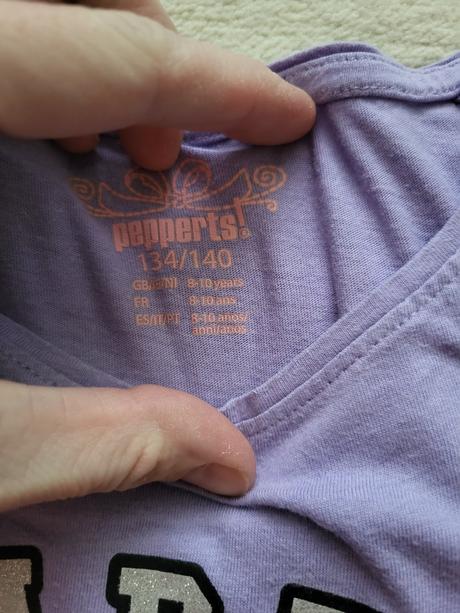 pepperts!®
134/140
GB/IE/NI 8-10 years
FR 8-10 ans
ES/IT/PT 8-10 anos/
anni/años